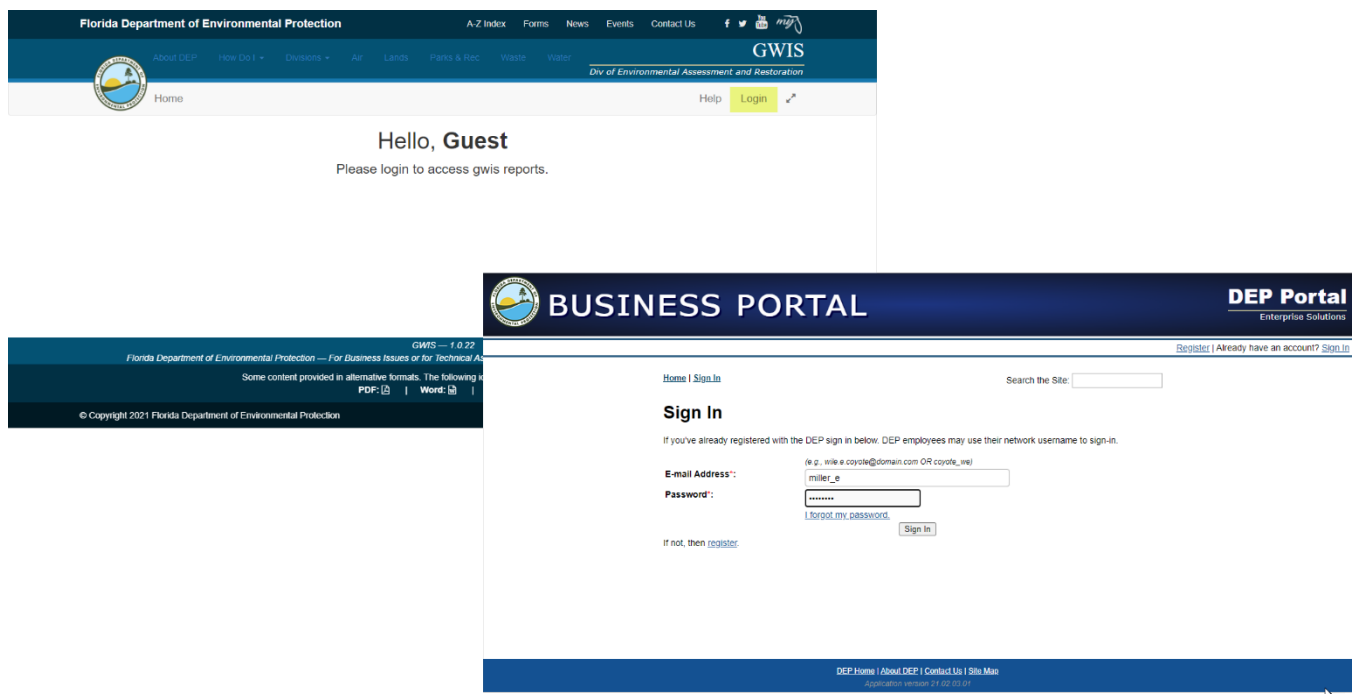 Florida Department of Environmental Protection
A-Z Index Forms News Events Contact Us
About DEP How Do I Divisions Air Lands Parks & Rec Waste Water
GWIS
Div of Environmental Assessment and Restoration
Home Help Login
Hello, Guest
Please login to access gwis reports.
GWIS — 1.0.22
Florida Department of Environmental Protection — For Business Issues or for Technical
Some content provided in alternative formats. The following
PDF: | Word: |
© Copyright 2021 Florida Department of Environmental Protection
BUSINESS PORTAL
DEP Portal
Enterprise Solutions
Register | Already have an account? Sign In
Home | Sign In
Search the Site:
Sign In
If you've already registered with the DEP sign in below. DEP employees may use their network username to sign-in.
(e.g., wile.e.coyote@domain.com OR coyote_we)
E-mail Address*: miller_e
Password*: ••••••••
I forgot my password.
Sign In
If not, then register.
DEP Home | About DEP | Contact Us | Site Map
Application version 21.02.03.01